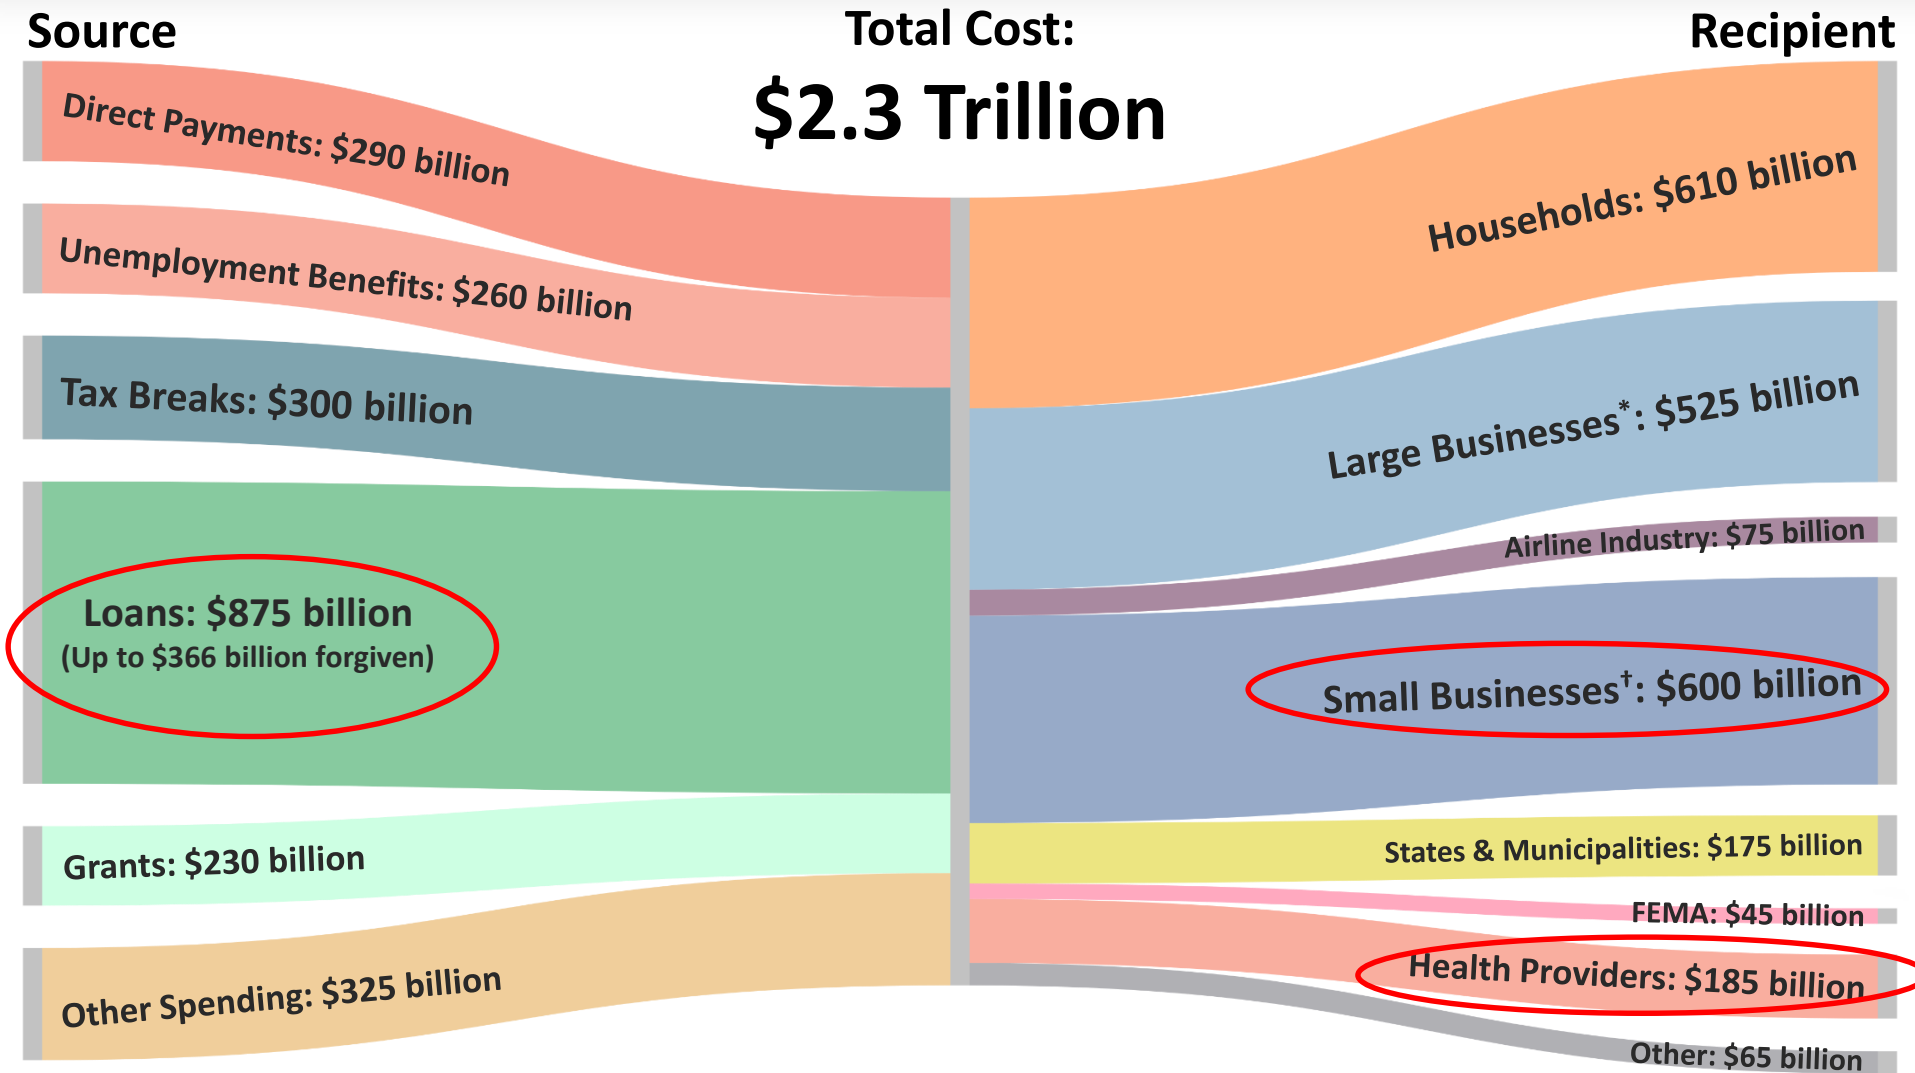 Source
Total Cost:
$2.3 Trillion
Recipient
Direct Payments: $290 billion
Unemployment Benefits: $260 billion
Tax Breaks: $300 billion
Loans: $875 billion
(Up to $366 billion forgiven)
Grants: $230 billion
Other Spending: $325 billion
Households: $610 billion
Large Businesses*: $525 billion
Airline Industry: $75 billion
Small Businesses†: $600 billion
States & Municipalities: $175 billion
FEMA: $45 billion
Health Providers: $185 billion
Other: $65 billion